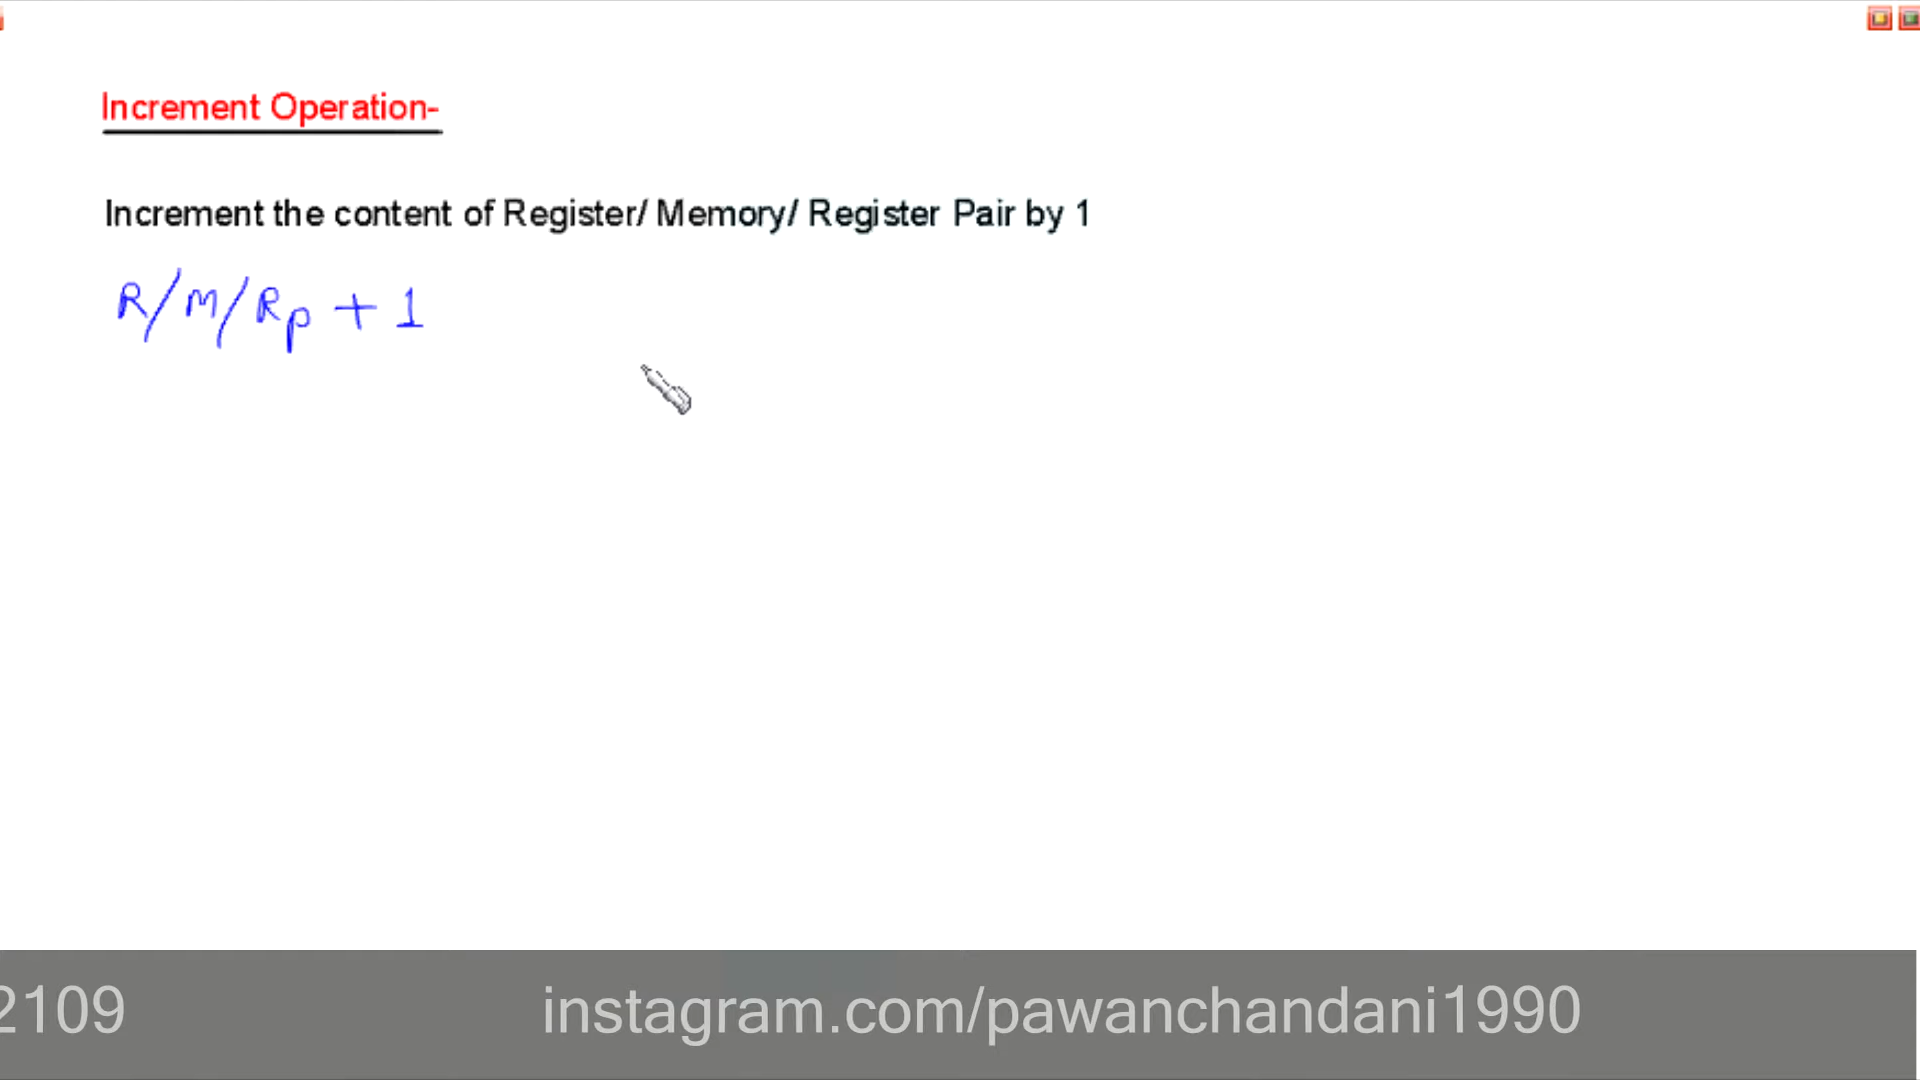 Increment Operation-
Increment the content of Register/ Memory/ Register Pair by 1
R/M/Rp + 1
2109 instagram.com/pawanchandani1990